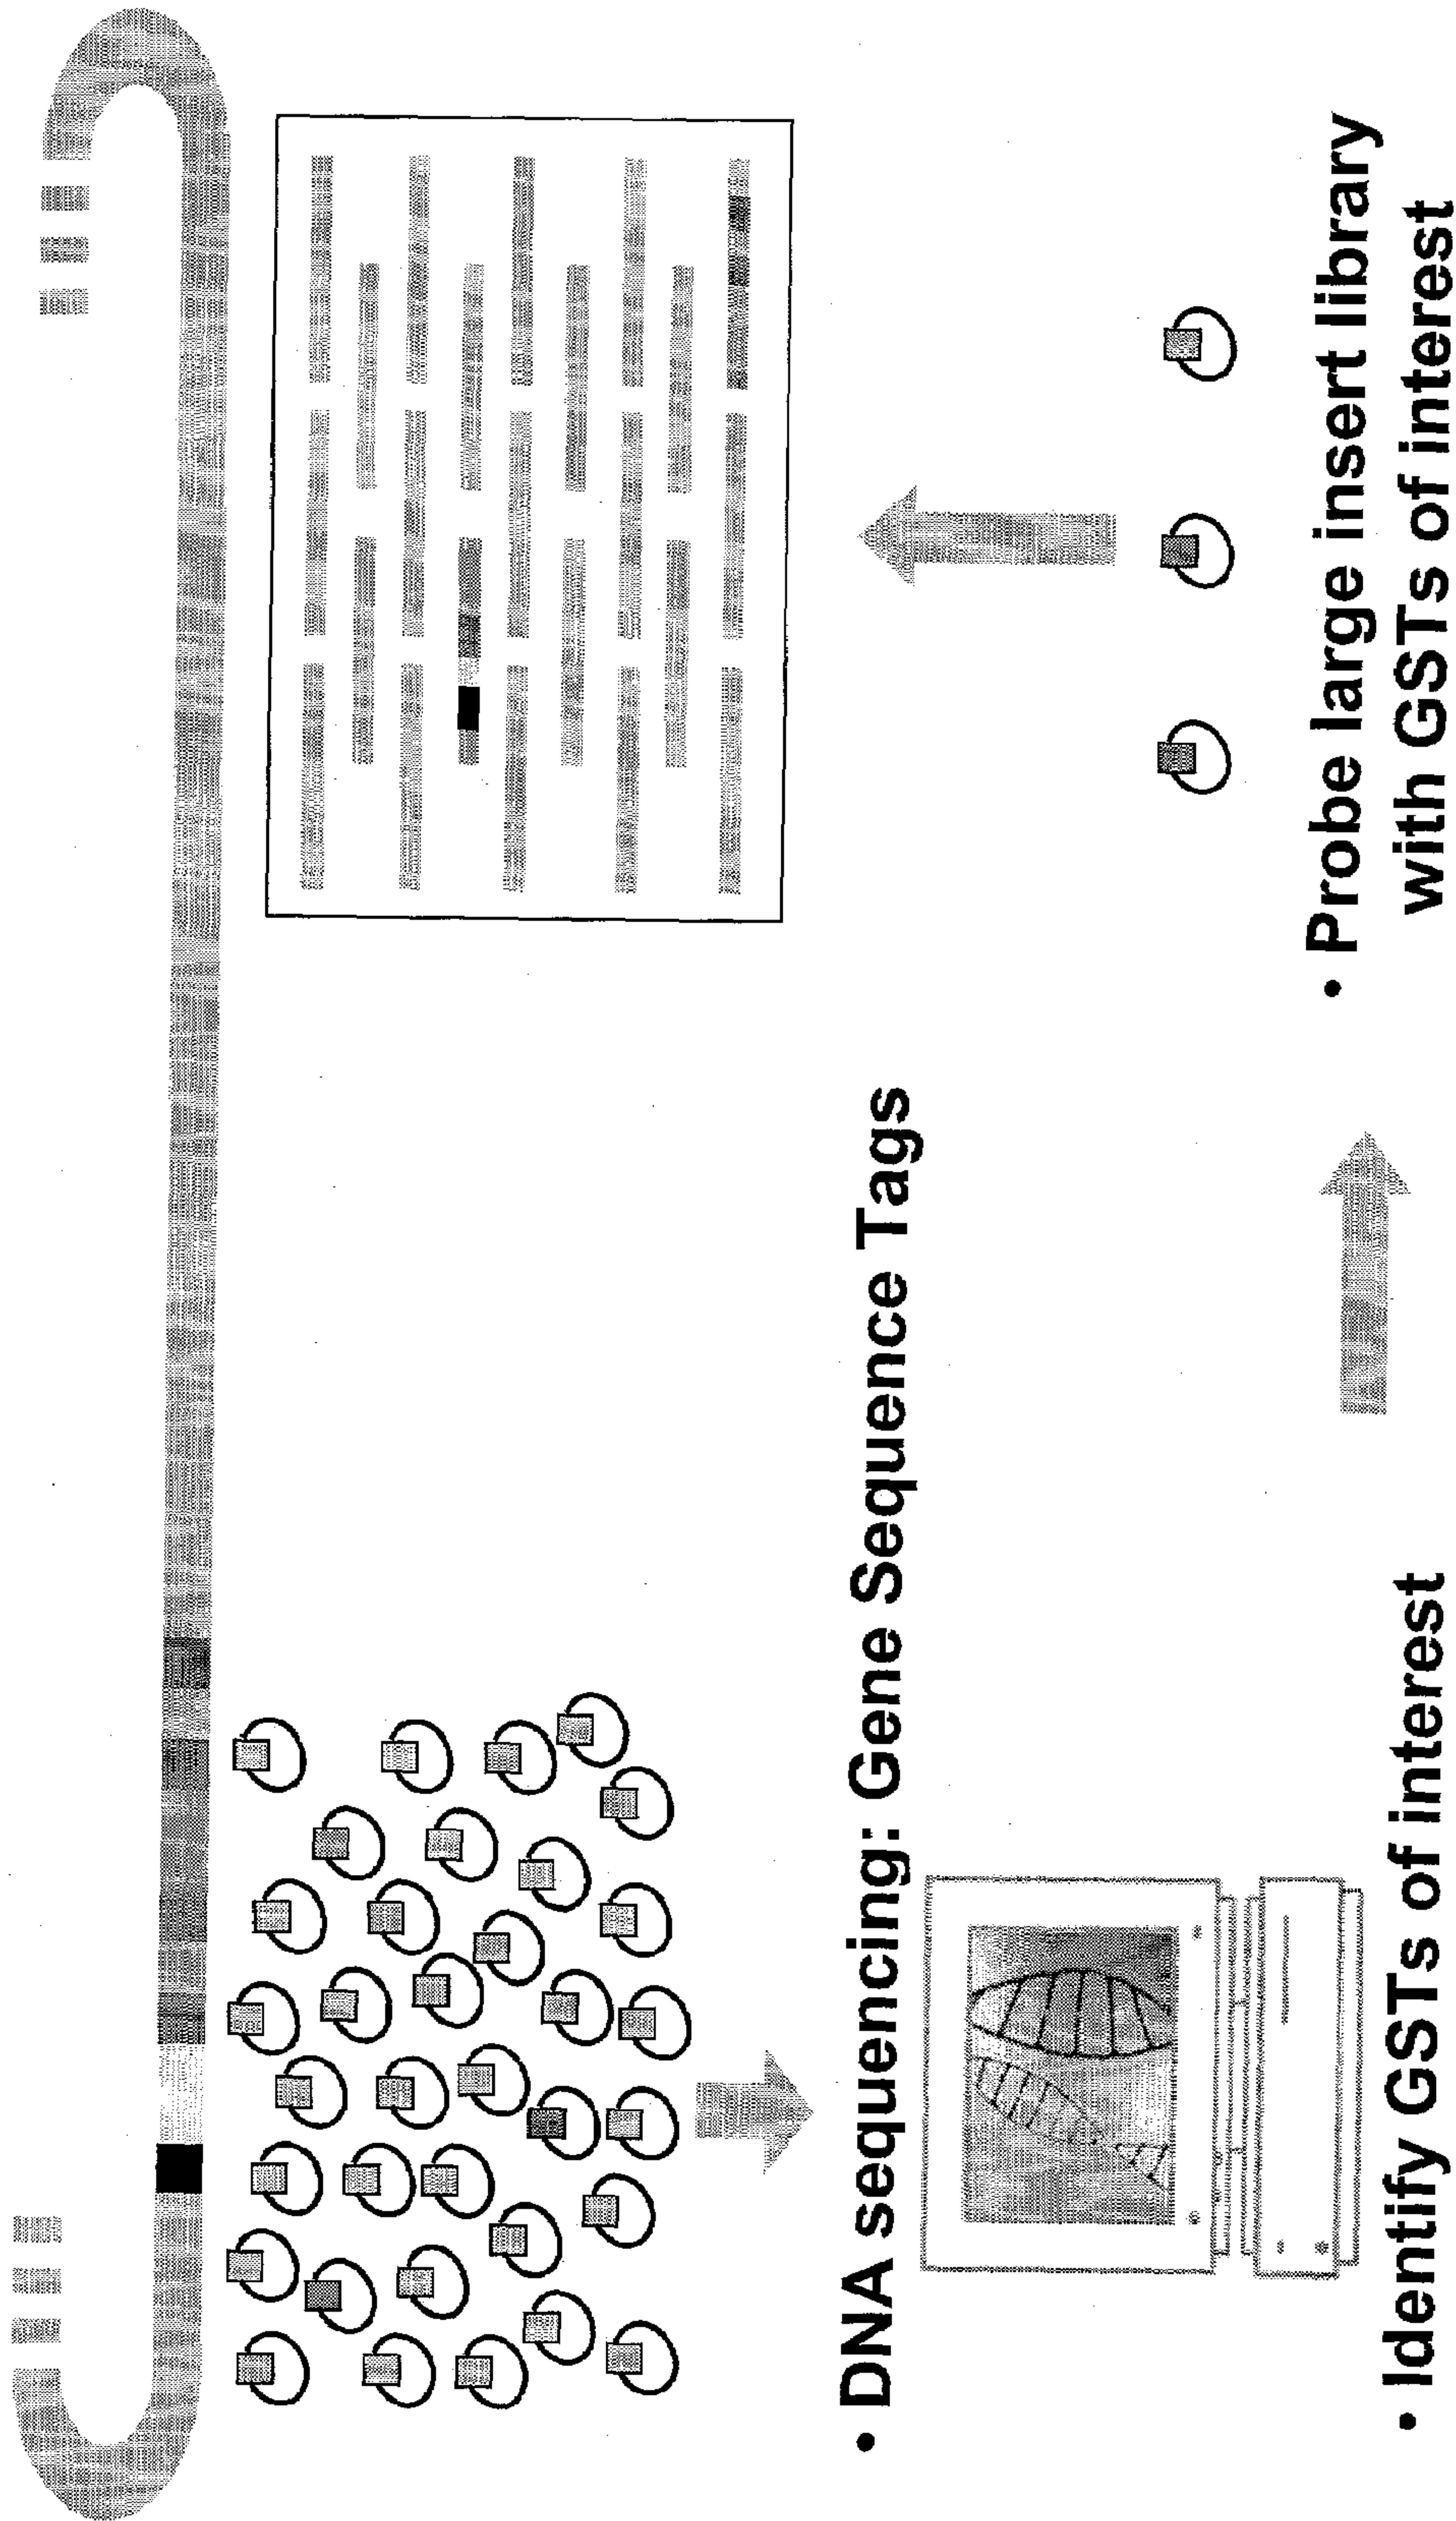 • DNA sequencing: Gene Sequence Tags
• Identify GSTs of interest
• Probe large insert library
with GSTs of interest